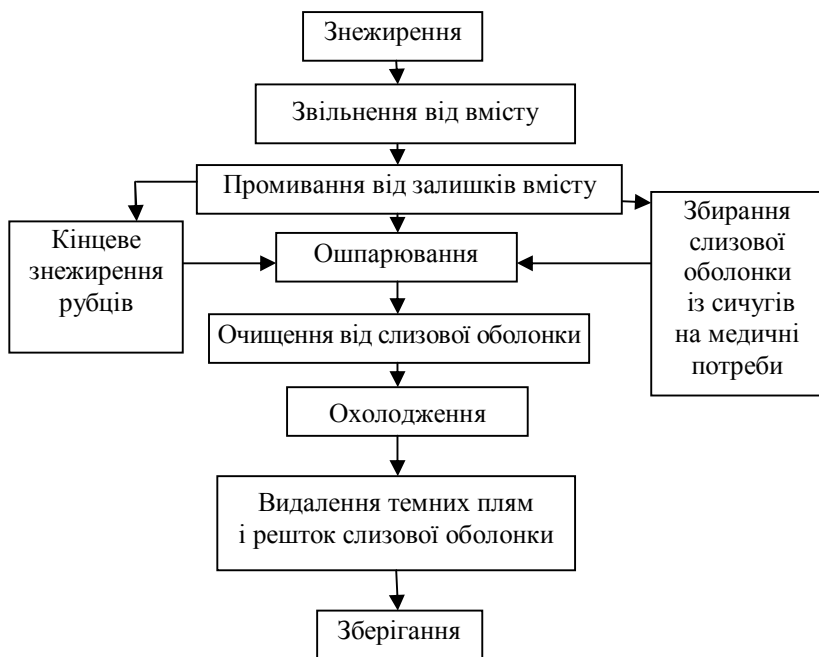 Знежирення
Звільнення від вмісту
Промивання від залишків вмісту
Кінцеве
знежирення
рубців
Ошпарювання
Збирання
слизової
оболонки
із сичугів
на медичні
потреби
Очищення від слизової оболонки
Охолодження
Видалення темних плям
і решток слизової оболонки
Зберігання